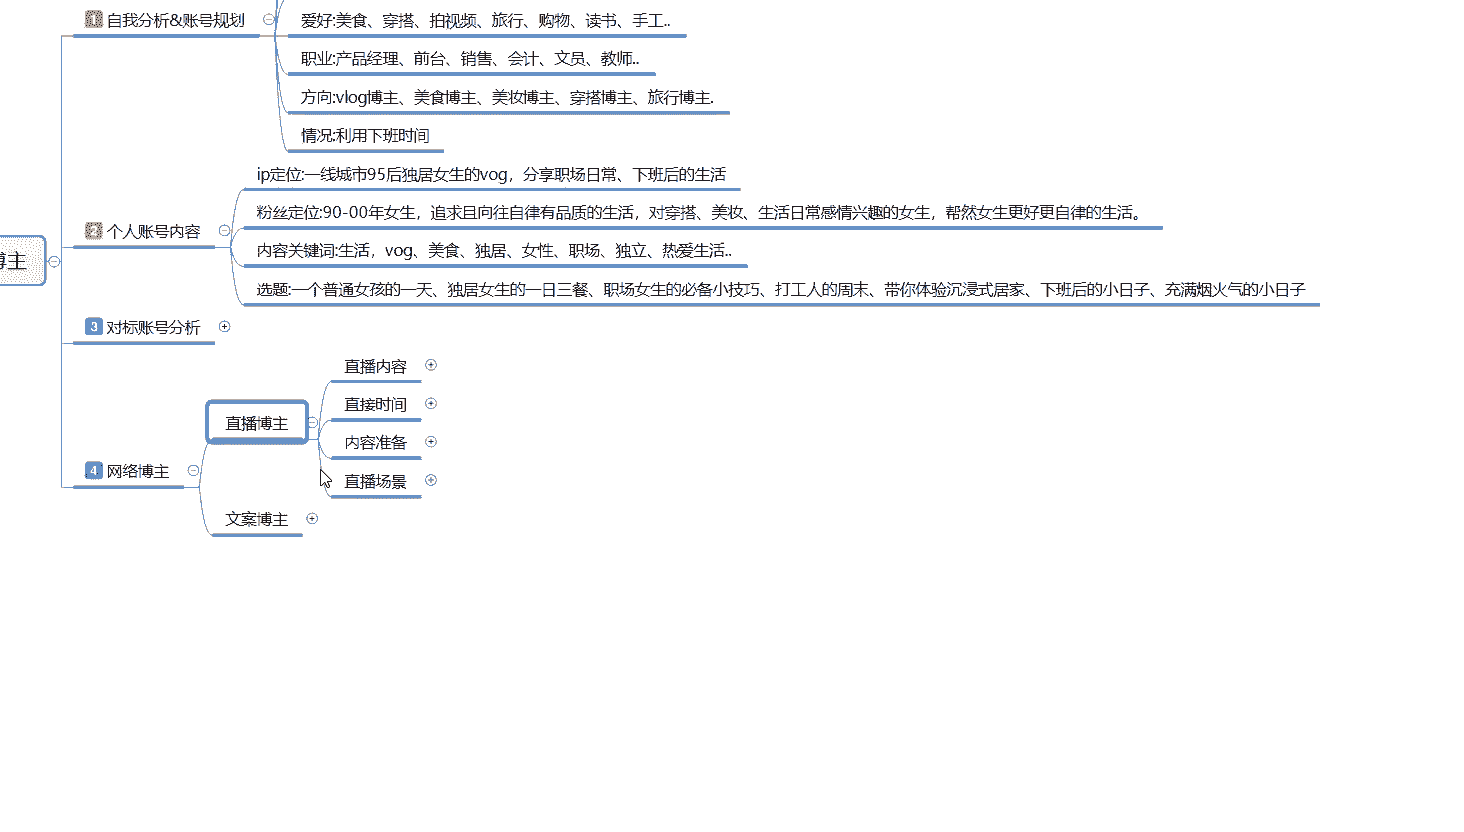 1 自我分析&账号规划
爱好:美食、穿搭、拍视频、旅行、购物、读书、手工..
职业:产品经理、前台、销售、会计、文员、教师..
方向:vlog博主、美食博主、美妆博主、穿搭博主、旅行博主.
情况:利用下班时间
2 个人账号内容
ip定位:一线城市95后独居女生的vog，分享职场日常、下班后的生活
粉丝定位:90-00年女生，追求且向往自律有品质的生活，对穿搭、美妆、生活日常感情兴趣的女生，帮然女生更好更自律的生活。
内容关键词:生活，vog、美食、独居、女性、职场、独立、热爱生活..
选题:一个普通女孩的一天、独居女生的一日三餐、职场女生的必备小技巧、打工人的周末、带你体验沉浸式居家、下班后的小日子、充满烟火气的小日子
博主
3 对标账号分析
4 网络博主
直播博主
直播内容
直接时间
内容准备
直播场景
文案博主